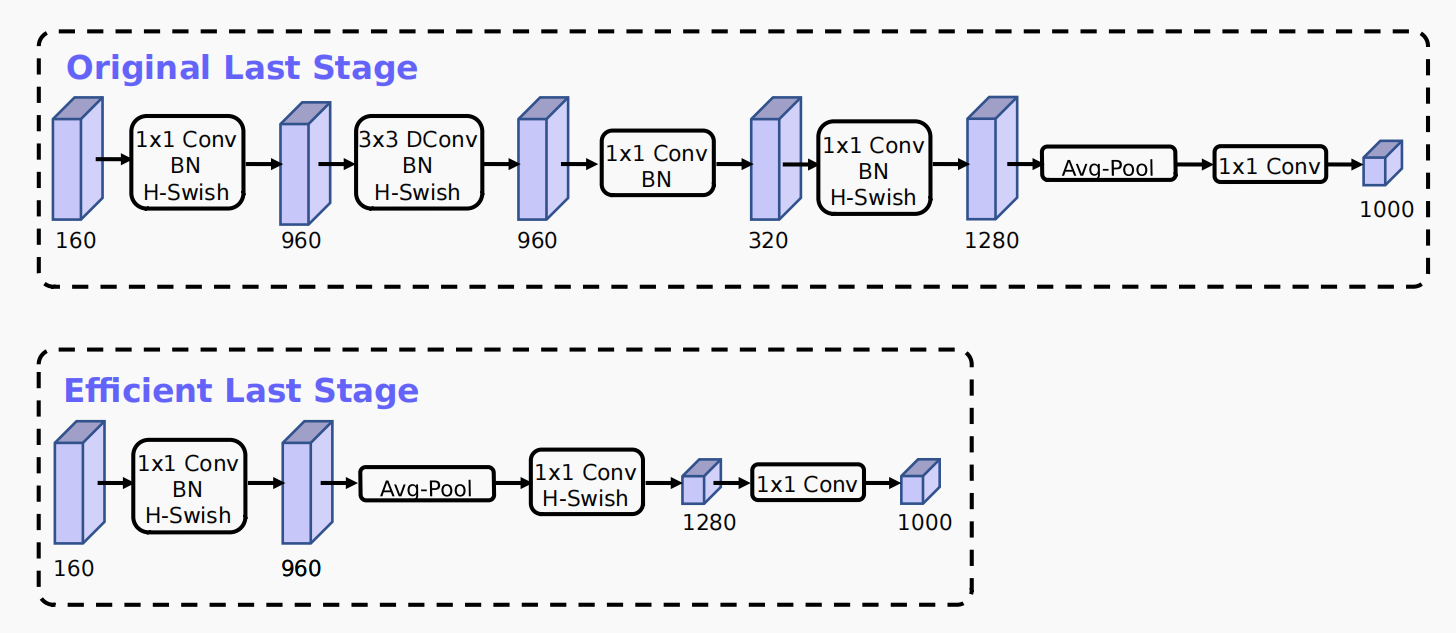 Original Last Stage
1x1 Conv
BN
H-Swish
3x3 DConv
BN
H-Swish
1x1 Conv
BN
1x1 Conv
BN
H-Swish
Avg-Pool
1x1 Conv
160
960
960
320
1280
1000
Efficient Last Stage
1x1 Conv
BN
H-Swish
Avg-Pool
1x1 Conv
H-Swish
1x1 Conv
160
960
1280
1000